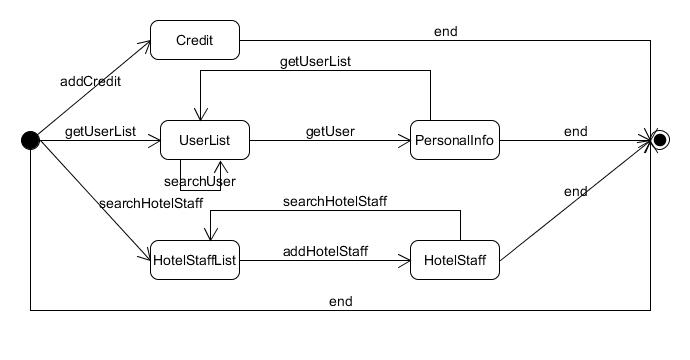 end
Credit
addCredit
getUserList
getUserList
UserList
getUser
PersonalInfo
end
searchUser
end
searchHotelStaff
searchHotelStaff
HotelStaffList
addHotelStaff
HotelStaff
end